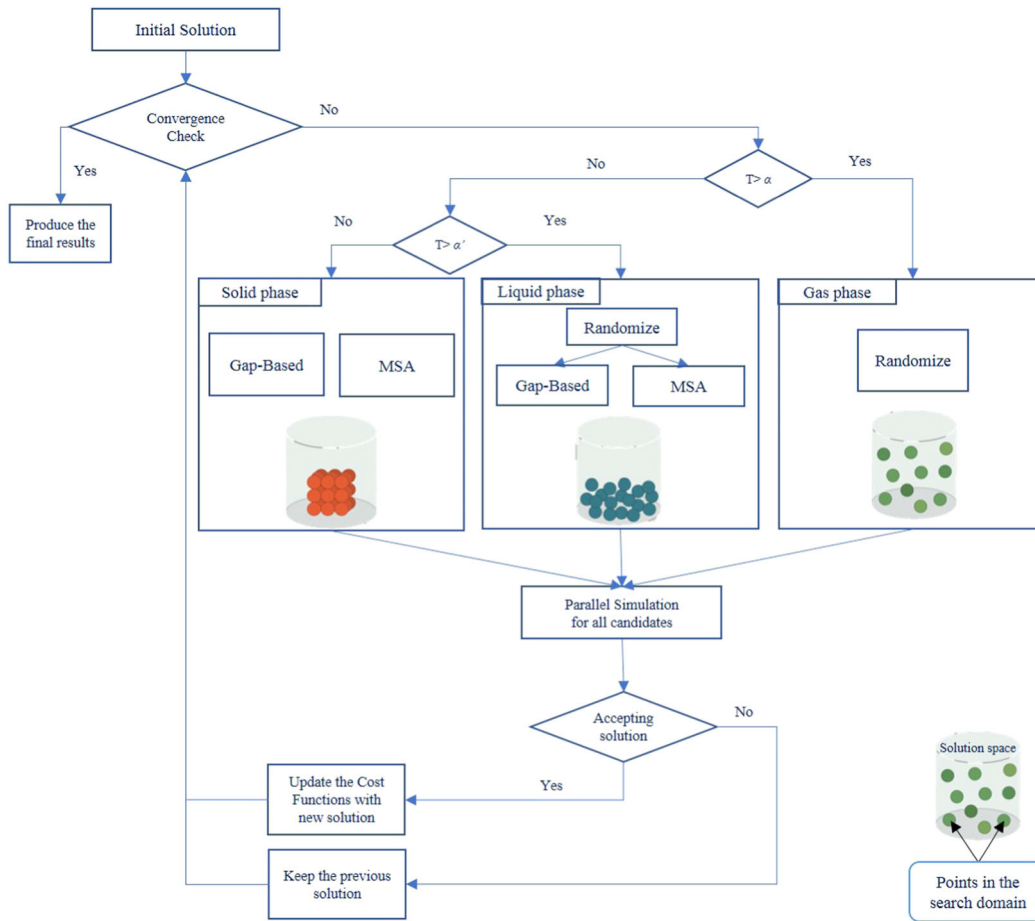 Initial Solution
No
Convergence
Check
Yes
No
Yes
T> α
Produce the
final results
No
Yes
T> α´
Solid phase
Liquid phase
Gas phase
Randomize
Gap-Based
MSA
Gap-Based
MSA
Randomize
Parallel Simulation
for all candidates
Accepting
solution
No
Solution space
Yes
Update the Cost
Functions with
new solution
Keep the previous
solution
Points in the
search domain